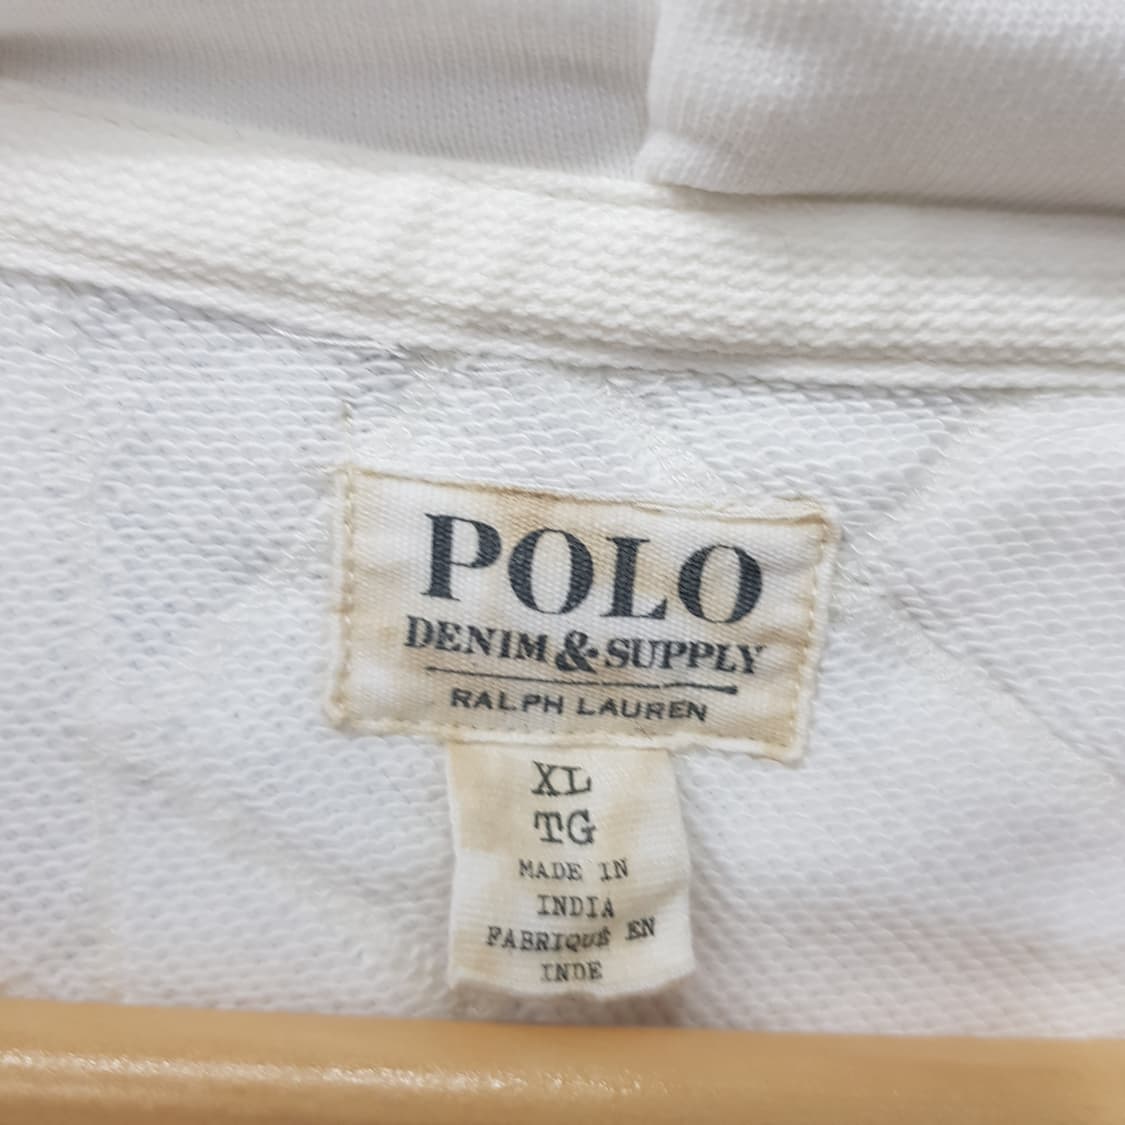 POLO
DENIM & SUPPLY
RALPH LAUREN
XL
TG
MADE IN
INDIA
FABRIQUÉ EN
INDE